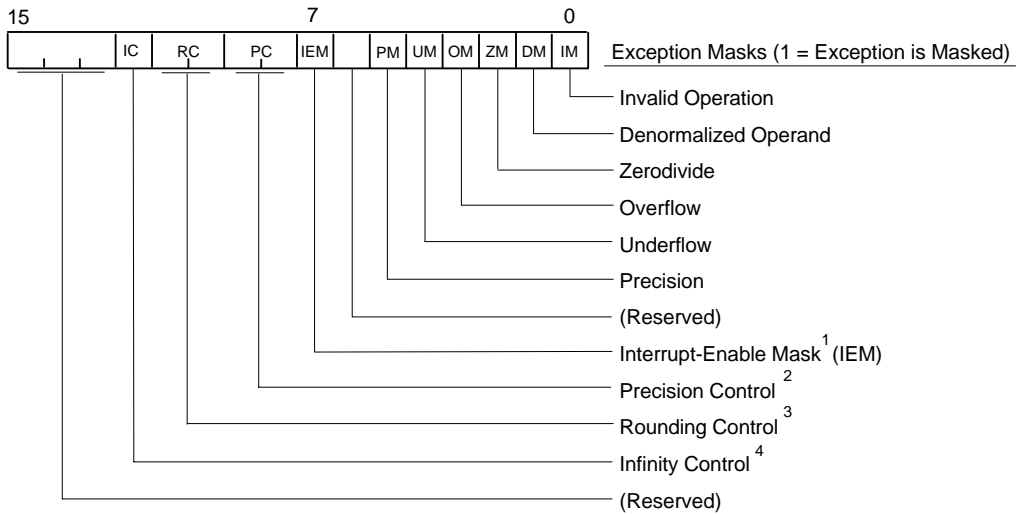 15 7 0
IC RC PC IEM PM UM OM ZM DM IM Exception Masks (1 = Exception is Masked)
Invalid Operation
Denormalized Operand
Zerodivide
Overflow
Underflow
Precision
(Reserved)
Interrupt-Enable Mask 1 (IEM)
Precision Control 2
Rounding Control 3
Infinity Control 4
(Reserved)